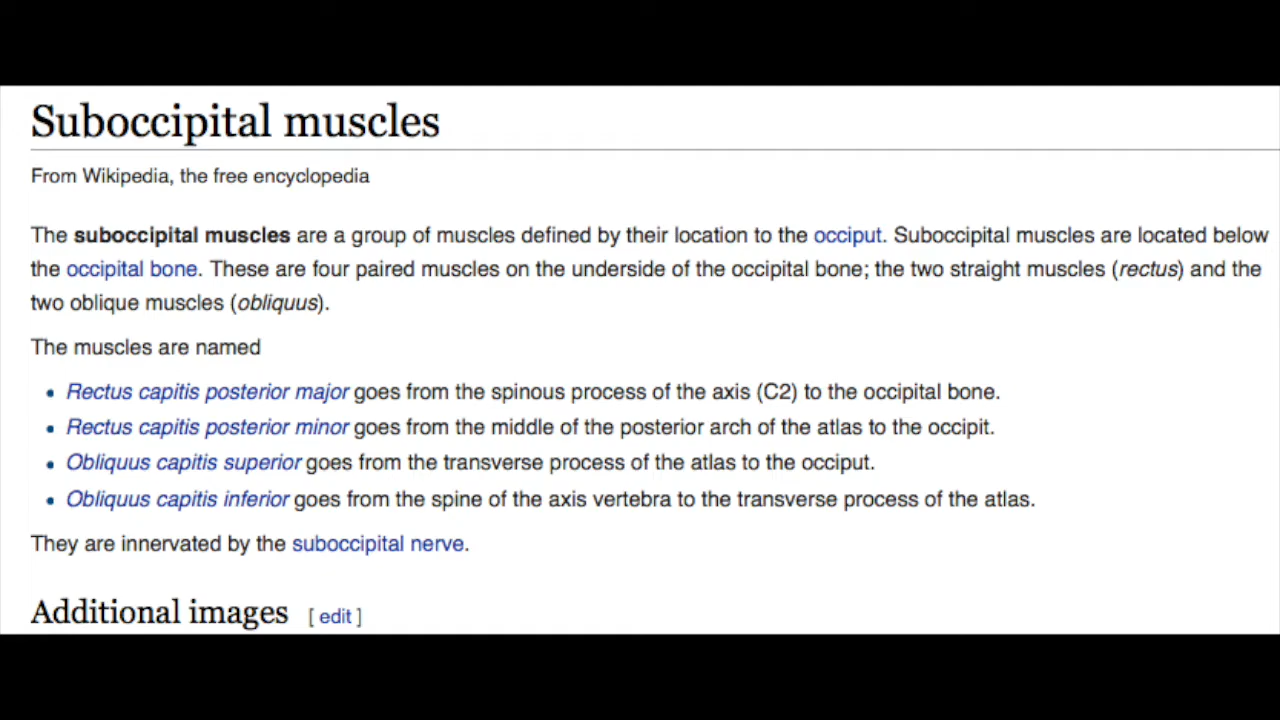 Suboccipital muscles
From Wikipedia, the free encyclopedia
The suboccipital muscles are a group of muscles defined by their location to the occiput. Suboccipital muscles are located below
the occipital bone. These are four paired muscles on the underside of the occipital bone; the two straight muscles (rectus) and the
two oblique muscles (obliquus).
The muscles are named
• Rectus capitis posterior major goes from the spinous process of the axis (C2) to the occipital bone.
• Rectus capitis posterior minor goes from the middle of the posterior arch of the atlas to the occipit.
• Obliquus capitis superior goes from the transverse process of the atlas to the occiput.
• Obliquus capitis inferior goes from the spine of the axis vertebra to the transverse process of the atlas.
They are innervated by the suboccipital nerve.
Additional images [ edit ]